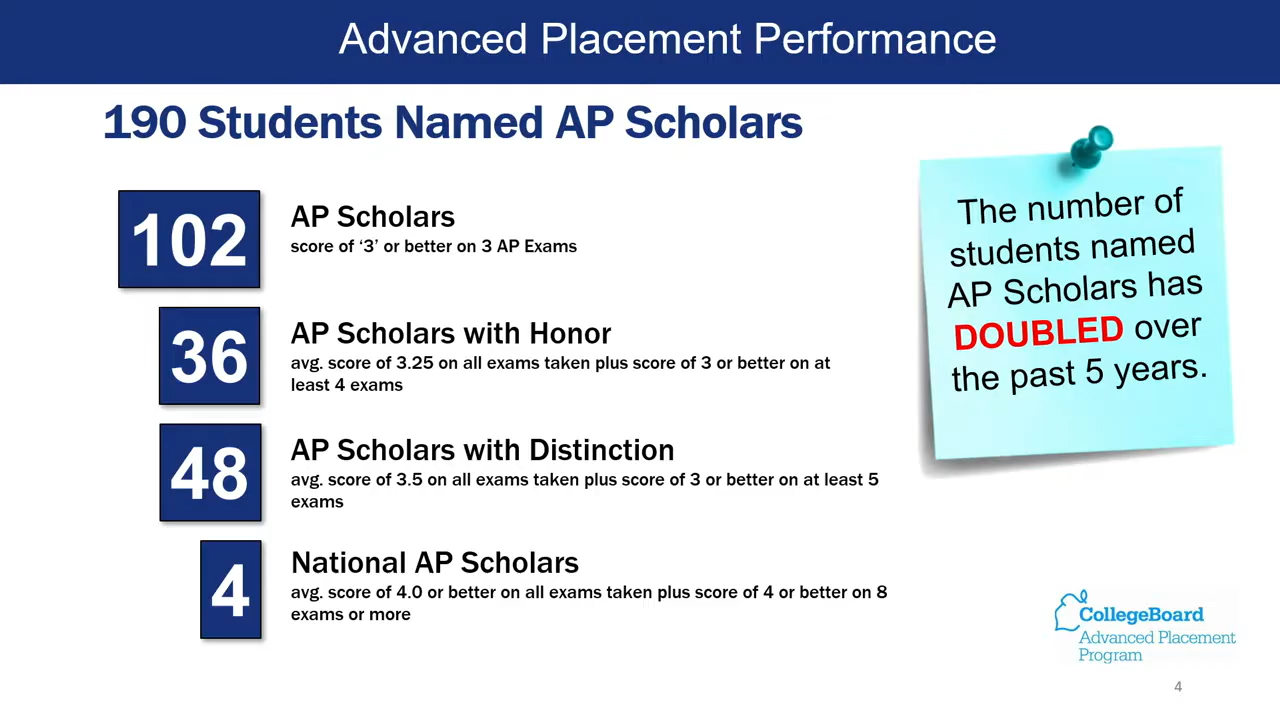 Advanced Placement Performance
190 Students Named AP Scholars
102
AP Scholars
score of ‘3’ or better on 3 AP Exams
36
AP Scholars with Honor
avg. score of 3.25 on all exams taken plus score of 3 or better on at
least 4 exams
48
AP Scholars with Distinction
avg. score of 3.5 on all exams taken plus score of 3 or better on at least 5
exams
4
National AP Scholars
avg. score of 4.0 or better on all exams taken plus score of 4 or better on 8
exams or more
The number of
students named
AP Scholars has
DOUBLED over
the past 5 years.
CollegeBoard
Advanced Placement
Program
4